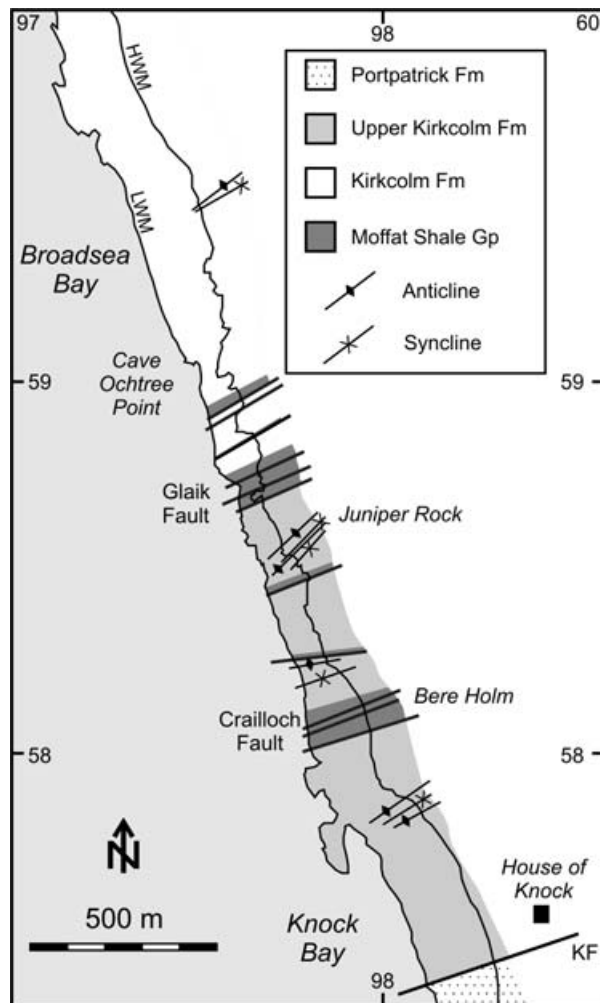 97
98
60
HWM
LWM
Portpatrick Fm
Upper Kirkcolm Fm
Kirkcolm Fm
Moffat Shale Gp
Anticline
Syncline
Broadsea
Bay
Cave
Ochtree
Point
59
59
Glaik
Fault
Juniper Rock
Bere Holm
Crailloch
Fault
58
58
N
500 m
House of
Knock
Knock
Bay
KF
98